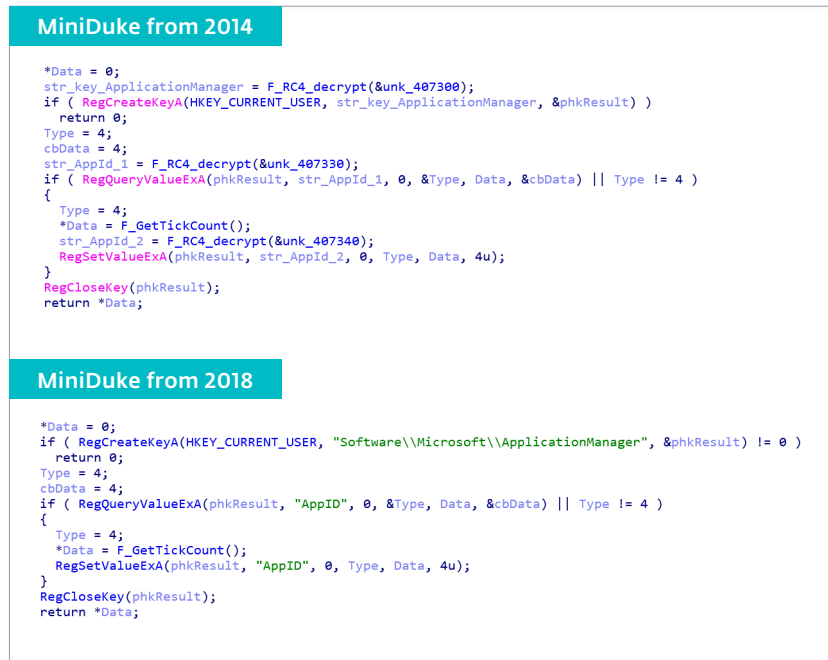 MiniDuke from 2014
*Data = 0;
str_key_ApplicationManager = F_RC4_decrypt(&unk_407300);
if ( RegCreateKeyA(HKEY_CURRENT_USER, str_key_ApplicationManager, &phkResult) )
return 0;
Type = 4;
cbData = 4;
str_AppId_1 = F_RC4_decrypt(&unk_407330);
if ( RegQueryValueExA(phkResult, str_AppId_1, 0, &Type, Data, &cbData) || Type != 4 )
{
Type = 4;
*Data = F_GetTickCount();
str_AppId_2 = F_RC4_decrypt(&unk_407340);
RegSetValueExA(phkResult, str_AppId_2, 0, Type, Data, 4u);
}
RegCloseKey(phkResult);
return *Data;
MiniDuke from 2018
*Data = 0;
if ( RegCreateKeyA(HKEY_CURRENT_USER, "Software\\Microsoft\\ApplicationManager", &phkResult) != 0 )
return 0;
Type = 4;
cbData = 4;
if ( RegQueryValueExA(phkResult, "AppID", 0, &Type, Data, &cbData) || Type != 4 )
{
Type = 4;
*Data = F_GetTickCount();
RegSetValueExA(phkResult, "AppID", 0, Type, Data, 4u);
}
RegCloseKey(phkResult);
return *Data;